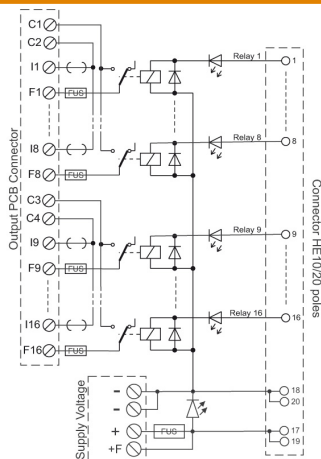 C1
C2
Relay 1
1
I1
F1
FUS
Relay 8
8
I8
F8
FUS
C3
C4
Relay 9
9
I9
F9
FUS
Relay 16
16
I16
F16
FUS
Output PCB Connector
Connector HE10/20 poles
Supply Voltage
-
18
20
-
+
FUS
17
19
+F